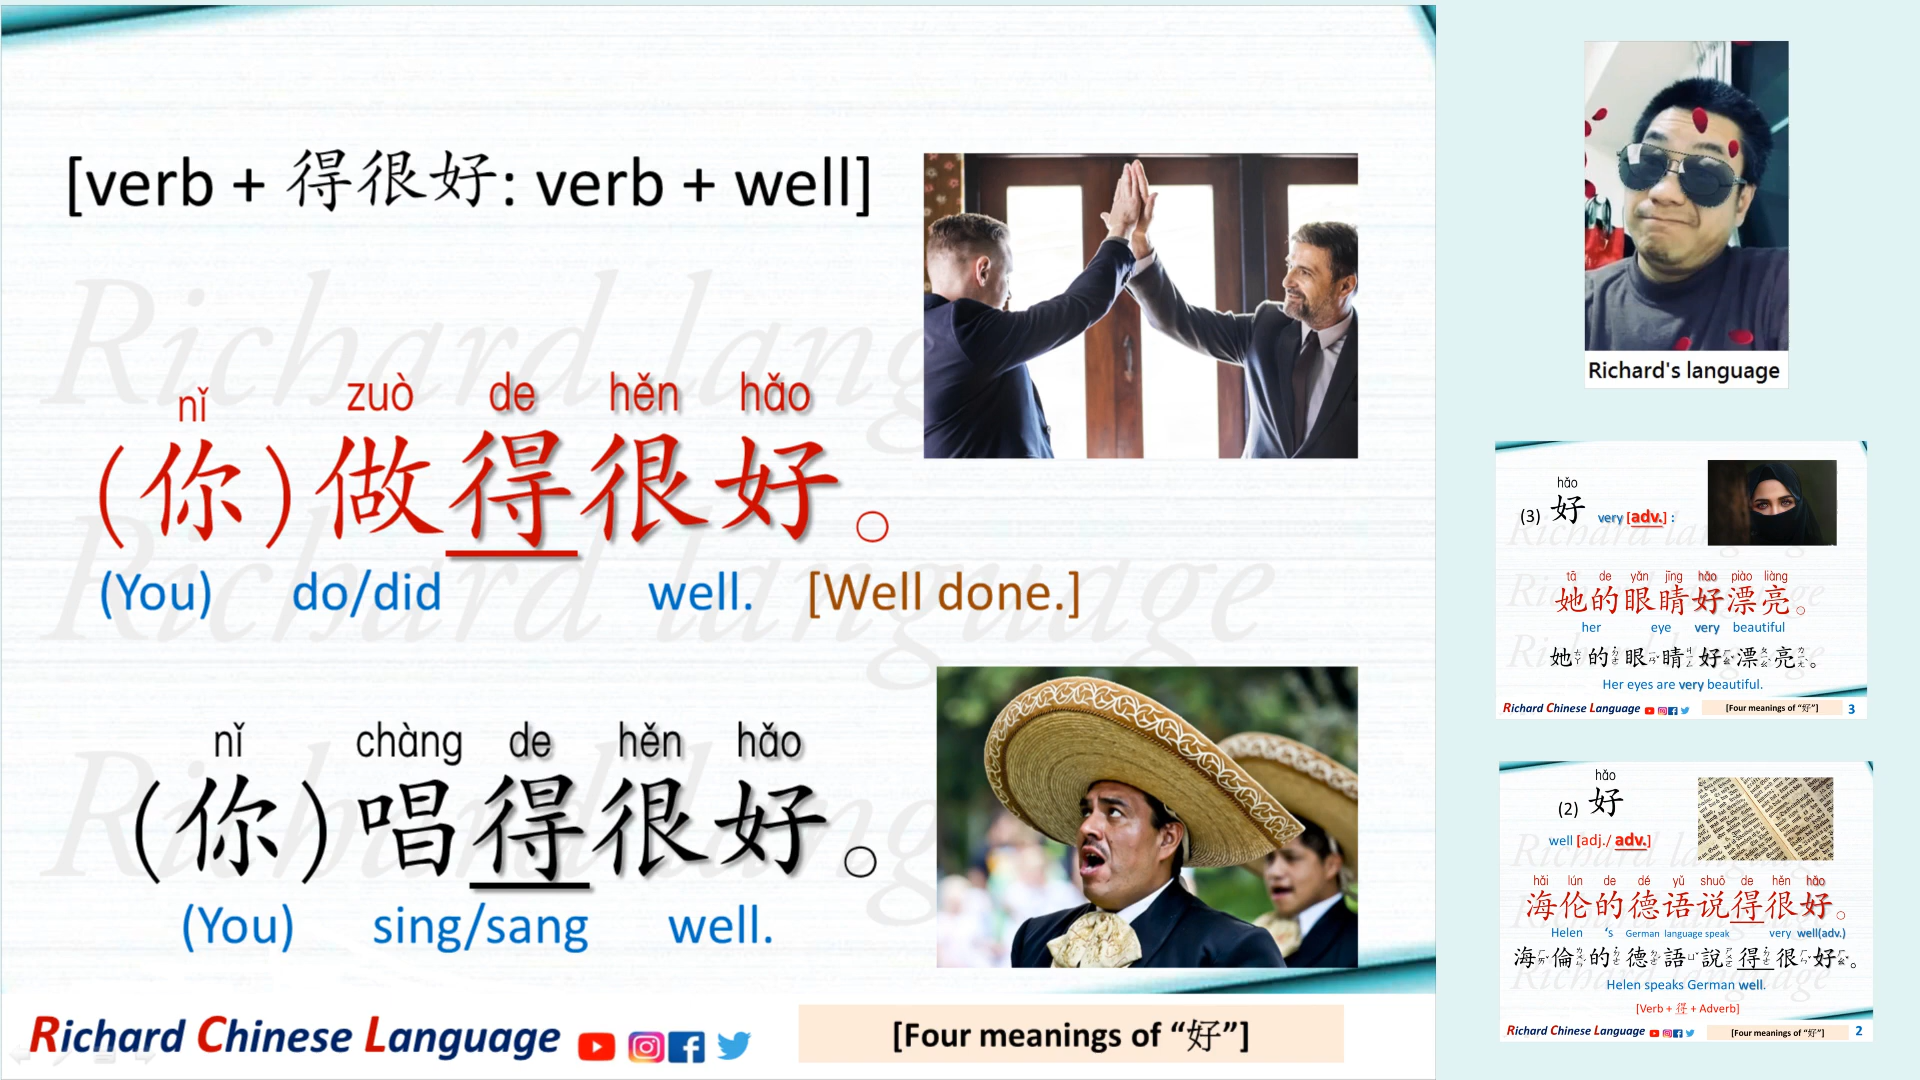 [verb + 得很好: verb + well]
nǐ zuò de hěn hǎo
(你)做得很好。
(You) do/did well. [Well done.]
nǐ chàng de hěn hǎo
(你)唱得很好。
(You) sing/sang well.
Richard Chinese Language
[Four meanings of “好”]
Richard's language
hǎo
(3) 好 very [adv.] :
tā de yǎn jīng hǎo piào liàng
她的眼睛好漂亮。
her eye very beautiful
她的眼睛好漂亮。
Her eyes are very beautiful.
Richard Chinese Language [Four meanings of “好”] 3
hǎo
(2) 好
well [adj./ adv.]
hǎi lún de dé yǔ shuō de hěn hǎo
海伦的德语说得很好。
Helen ‘s German language speak very well(adv.)
海倫的德語說得很好。
Helen speaks German well.
[Verb + 得 + Adverb]
Richard Chinese Language [Four meanings of “好”] 2